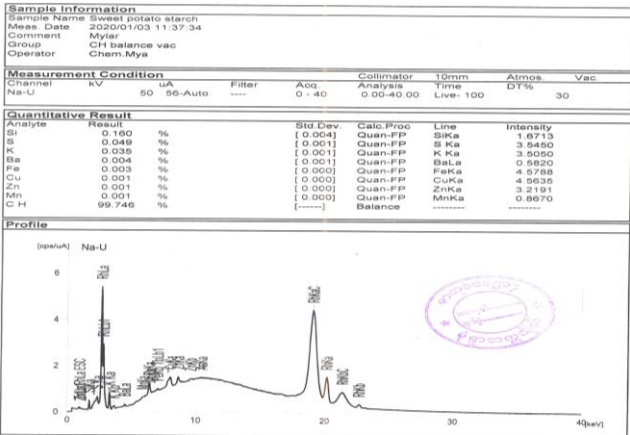 Sample Information
Sample Name Sweet potato starch
Meas. Date 2020/01/03 11:37:34
Comment Mylar
Group CH balance vac
Operator Chem.Mya
Measurement Condition
Channel kV uA Filter Acq. Collimator Analysis 10mm Time Atmos. DT% Vac.
Na-U 50 56-Auto ---- 0 - 40 0.00-40.00 Live- 100 30
Quantitative Result
Analyte Result Std.Dev. Calc.Proc Line Intensity
Si 0.160 % [ 0.004] Quan-FP SiKa 1.6713
S 0.049 % [ 0.001] Quan-FP S Ka 3.5450
K 0.035 % [ 0.001] Quan-FP K Ka 3.5050
Ba 0.004 % [ 0.001] Quan-FP BaLa 0.5820
Fe 0.003 % [ 0.000] Quan-FP FeKa 4.5788
Cu 0.001 % [ 0.000] Quan-FP CuKa 4.5635
Zn 0.001 % [ 0.000] Quan-FP ZnKa 3.2191
Mn 0.001 % [ 0.000] Quan-FP MnKa 0.8670
C H 99.746 % [------] Balance -------- --------
Profile
[cps/uA] Na-U
6
4
2
0
RhLa
RhLb1
BaLa
RhKaC
RhKa
RhKbC
RhKb
0 10 20 30 40[keV]